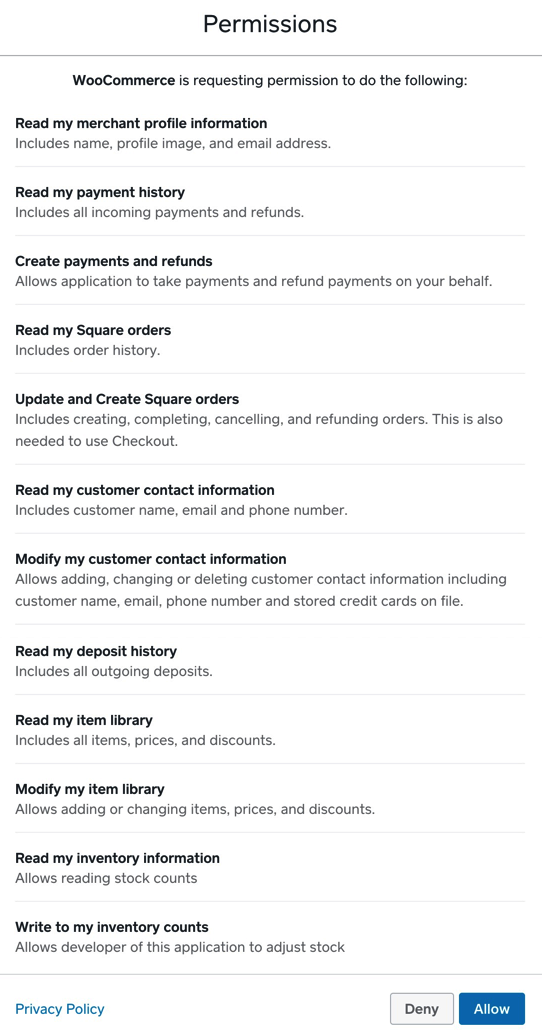 Permissions
WooCommerce is requesting permission to do the following:
Read my merchant profile information
Includes name, profile image, and email address.
Read my payment history
Includes all incoming payments and refunds.
Create payments and refunds
Allows application to take payments and refund payments on your behalf.
Read my Square orders
Includes order history.
Update and Create Square orders
Includes creating, completing, cancelling, and refunding orders. This is also
needed to use Checkout.
Read my customer contact information
Includes customer name, email and phone number.
Modify my customer contact information
Allows adding, changing or deleting customer contact information including
customer name, email, phone number and stored credit cards on file.
Read my deposit history
Includes all outgoing deposits.
Read my item library
Includes all items, prices, and discounts.
Modify my item library
Allows adding or changing items, prices, and discounts.
Read my inventory information
Allows reading stock counts
Write to my inventory counts
Allows developer of this application to adjust stock
Privacy Policy Deny Allow